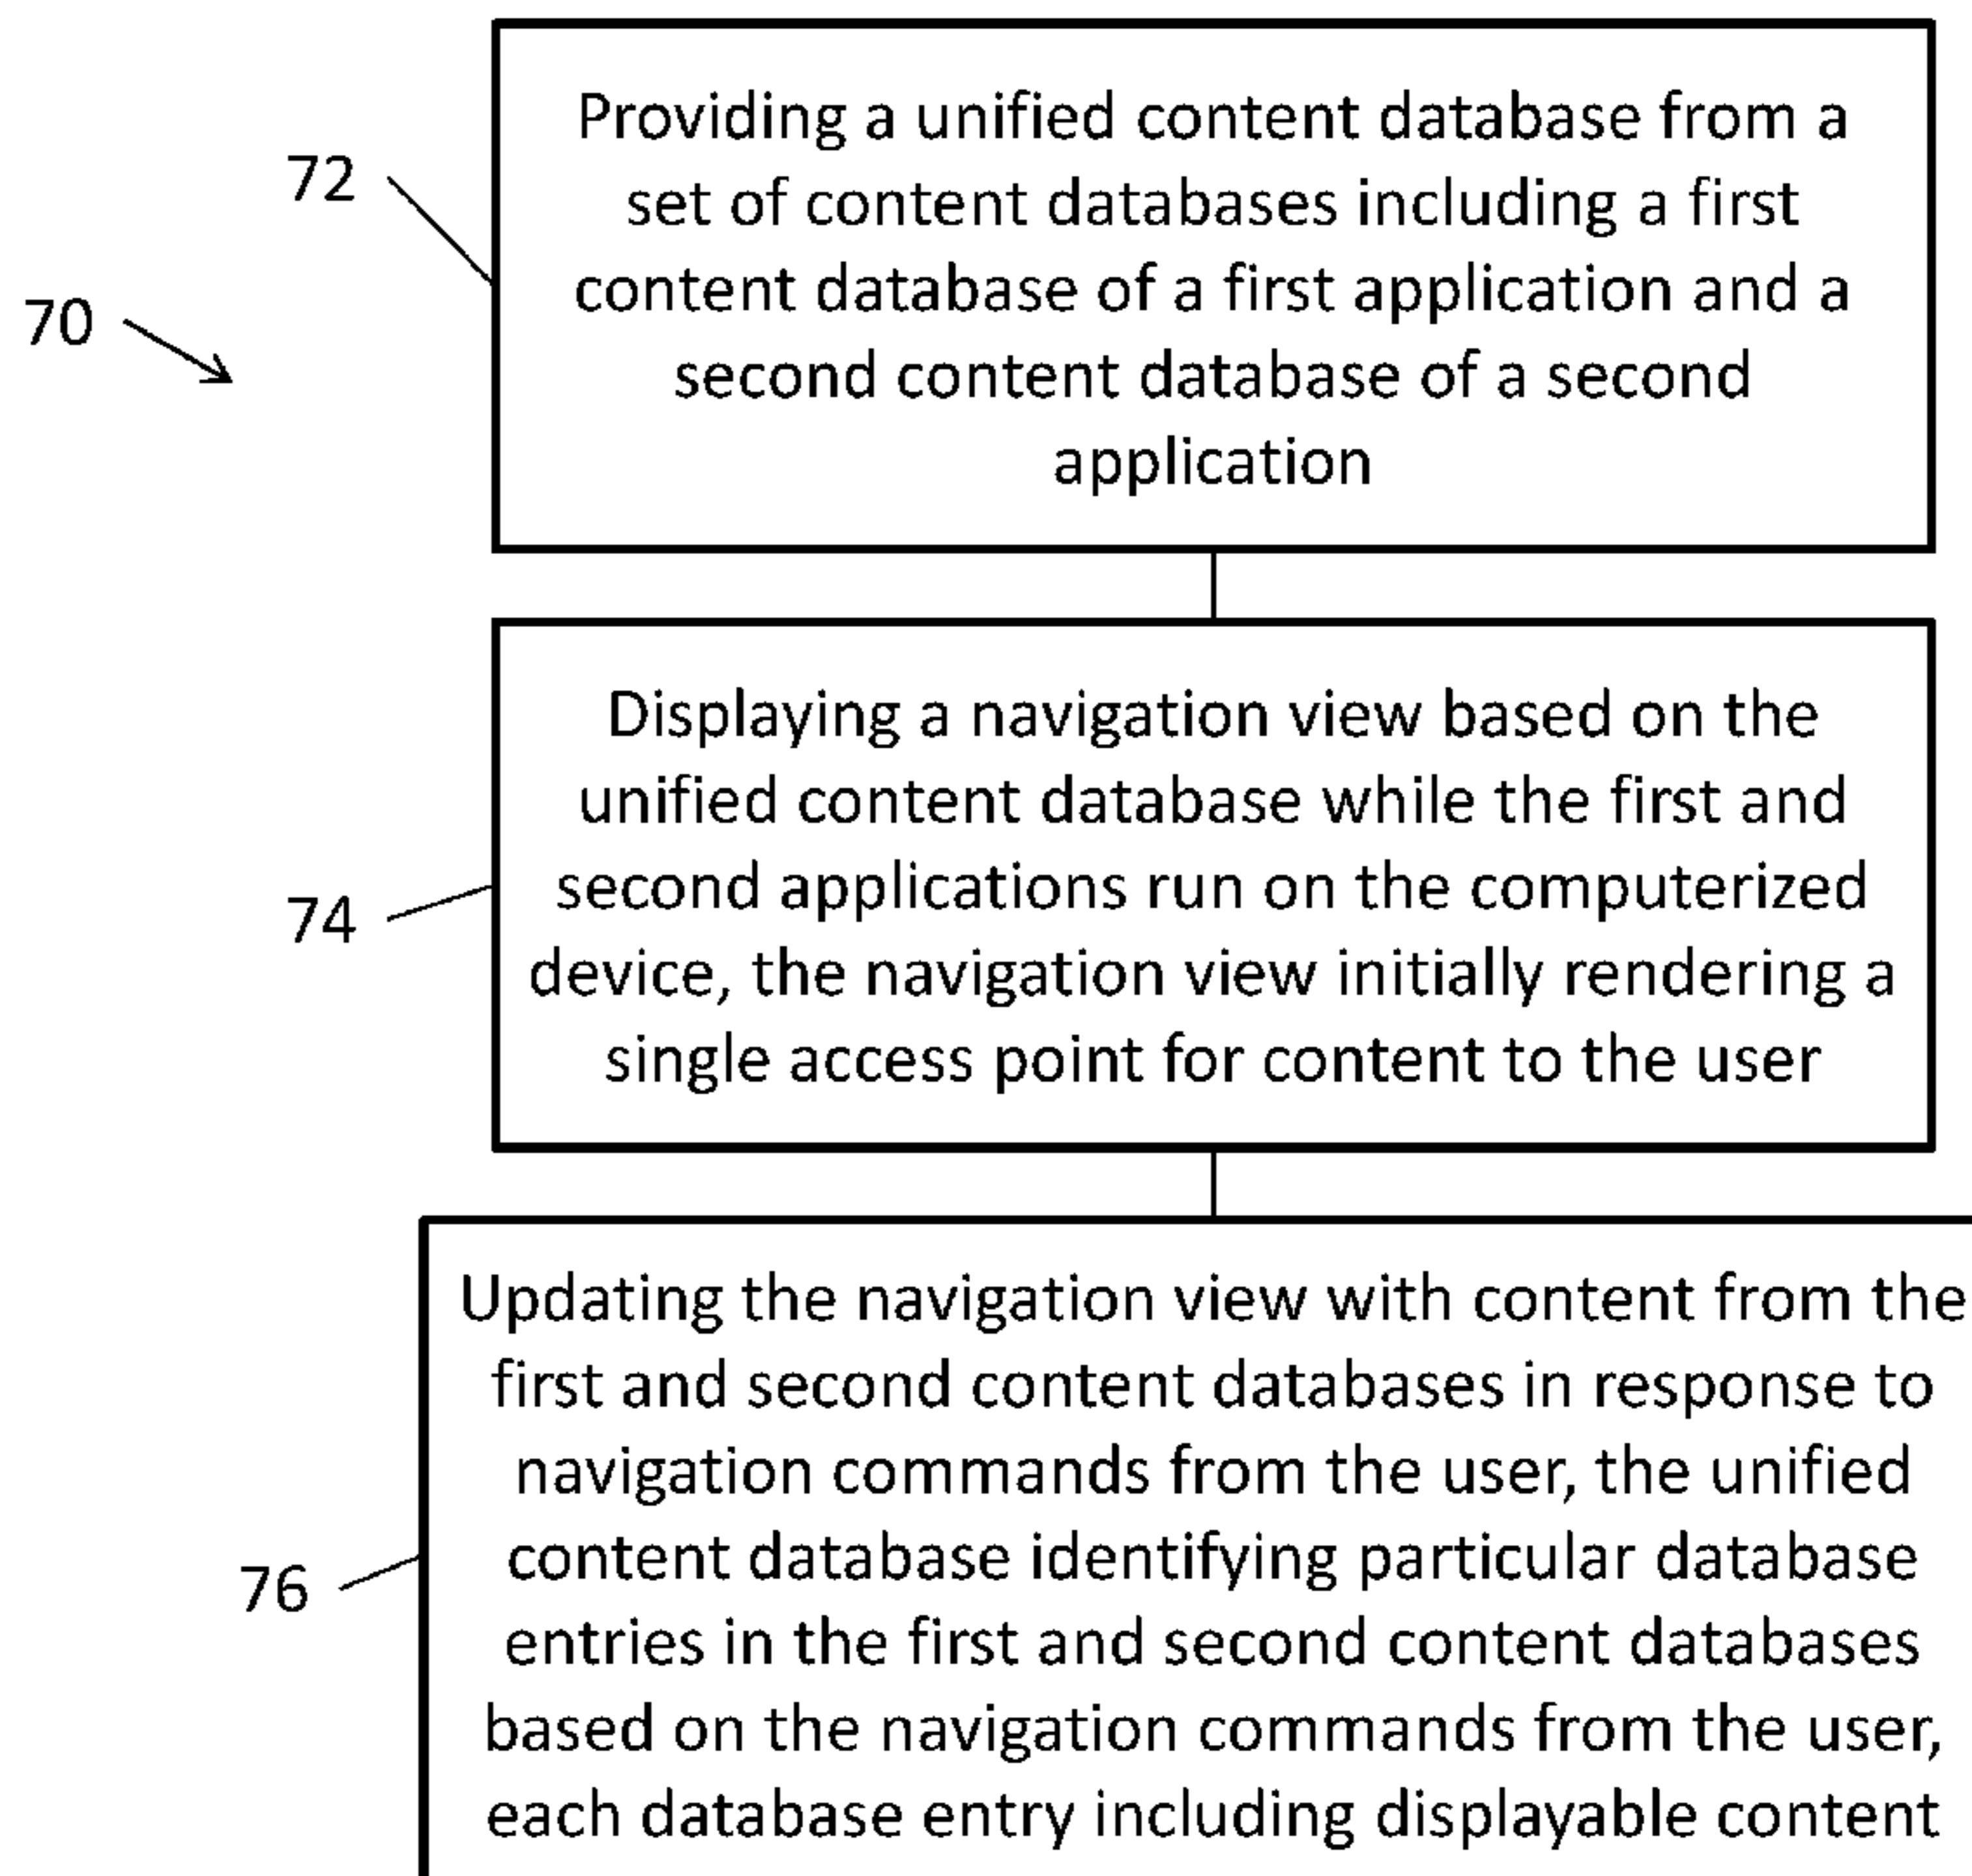 Providing a unified content database from a
72
set of content databases including a first
content database of a first application and a
70
second content database of a second
application
Displaying a navigation view based on the
unified content database while the first and
second applications run on the computerized
74
device, the navigation view initially rendering a
single access point for content to the user
Updating the navigation view with content from the
first and second content databases in response to
navigation commands from the user, the unified
content database identifying particular database
76
entries in the first and second content databases
based on the navigation commands from the user,
each database entry including displayable content